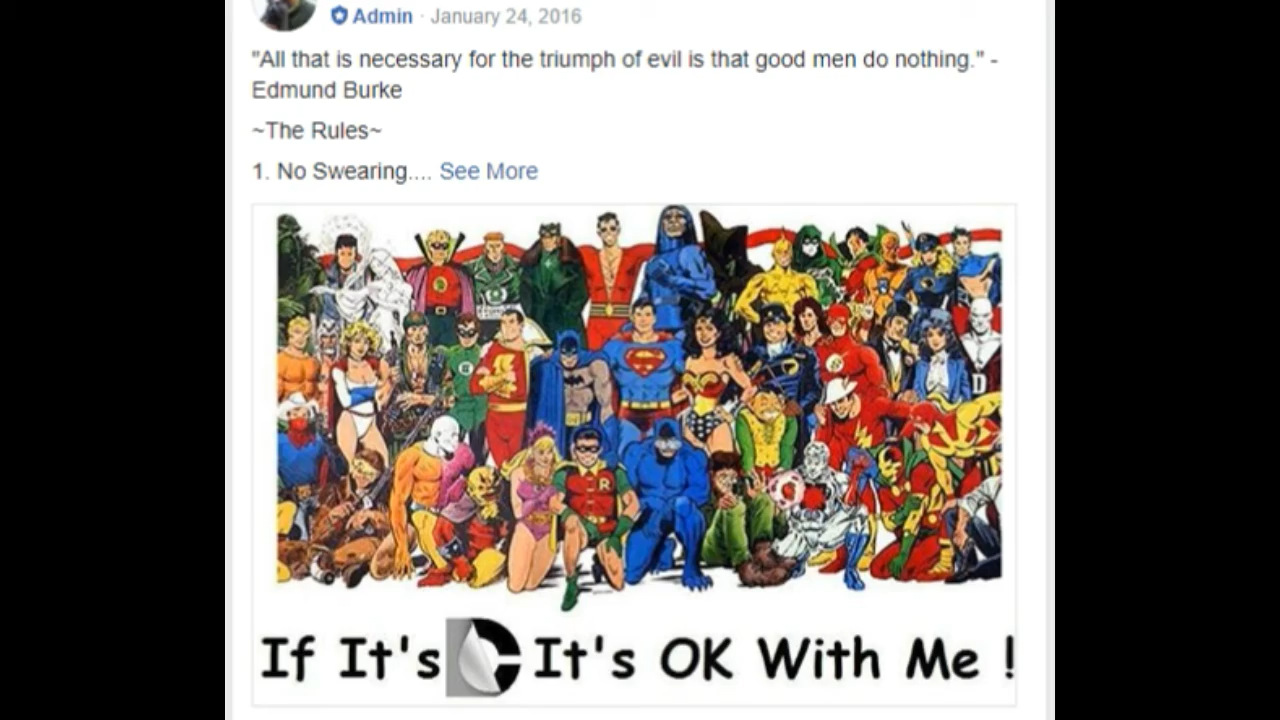 Admin · January 24, 2016
"All that is necessary for the triumph of evil is that good men do nothing." -
Edmund Burke
~The Rules~
1. No Swearing.... See More
R
D
If It's DC It's OK With Me !